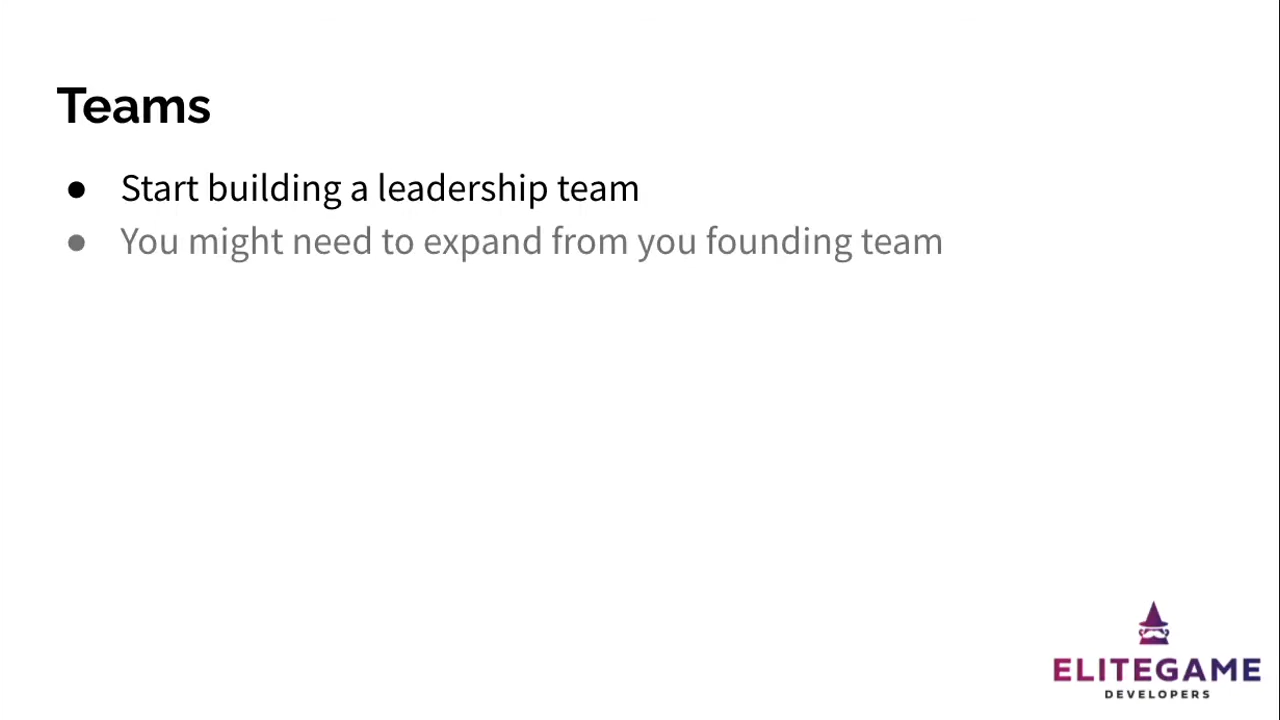 Teams
● Start building a leadership team
● You might need to expand from you founding team
ELITEGAME
DEVELOPERS